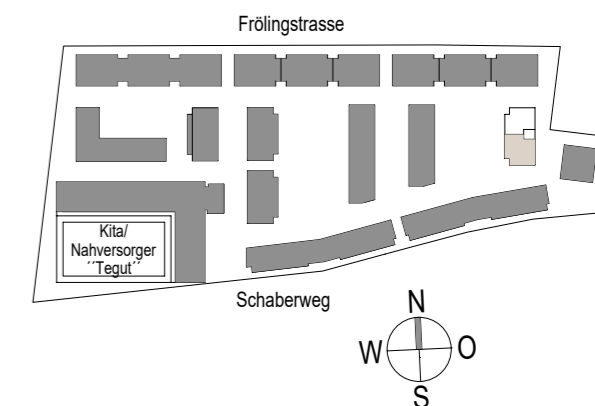 Frölingstrasse
Kita/
Nahversorger
´´Tegut´´
Schaberweg
N
W O
S